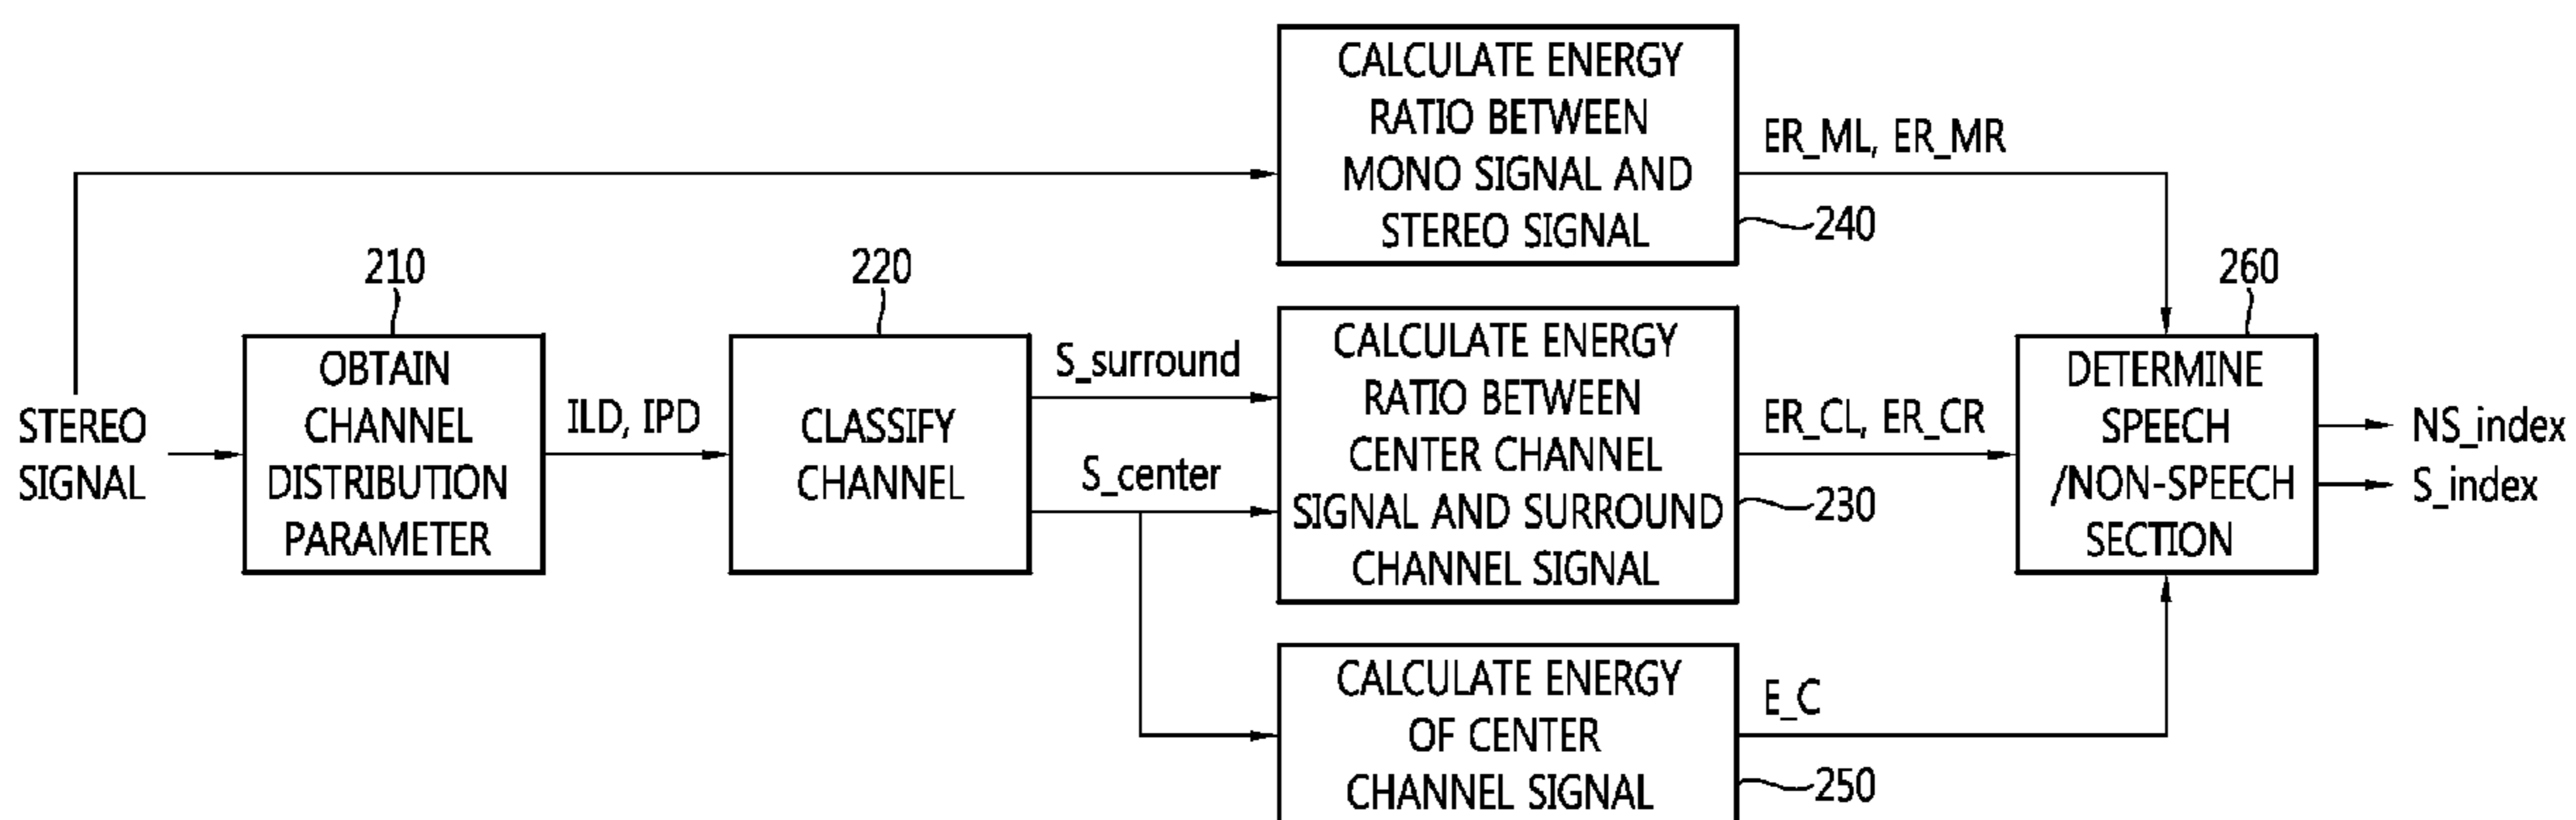 CALCULATE ENERGY
RATIO BETWEEN
MONO SIGNAL AND
STEREO SIGNAL
ER_ML, ER_MR
240
210
220
260
STEREO
SIGNAL
OBTAIN
CHANNEL
DISTRIBUTION
PARAMETER
ILD, IPD
CLASSIFY
CHANNEL
S_surround
S_center
CALCULATE ENERGY
RATIO BETWEEN
CENTER CHANNEL
SIGNAL AND SURROUND
CHANNEL SIGNAL
ER_CL, ER_CR
230
DETERMINE
SPEECH
/NON-SPEECH
SECTION
NS_index
S_index
CALCULATE ENERGY
OF CENTER
CHANNEL SIGNAL
E_C
250